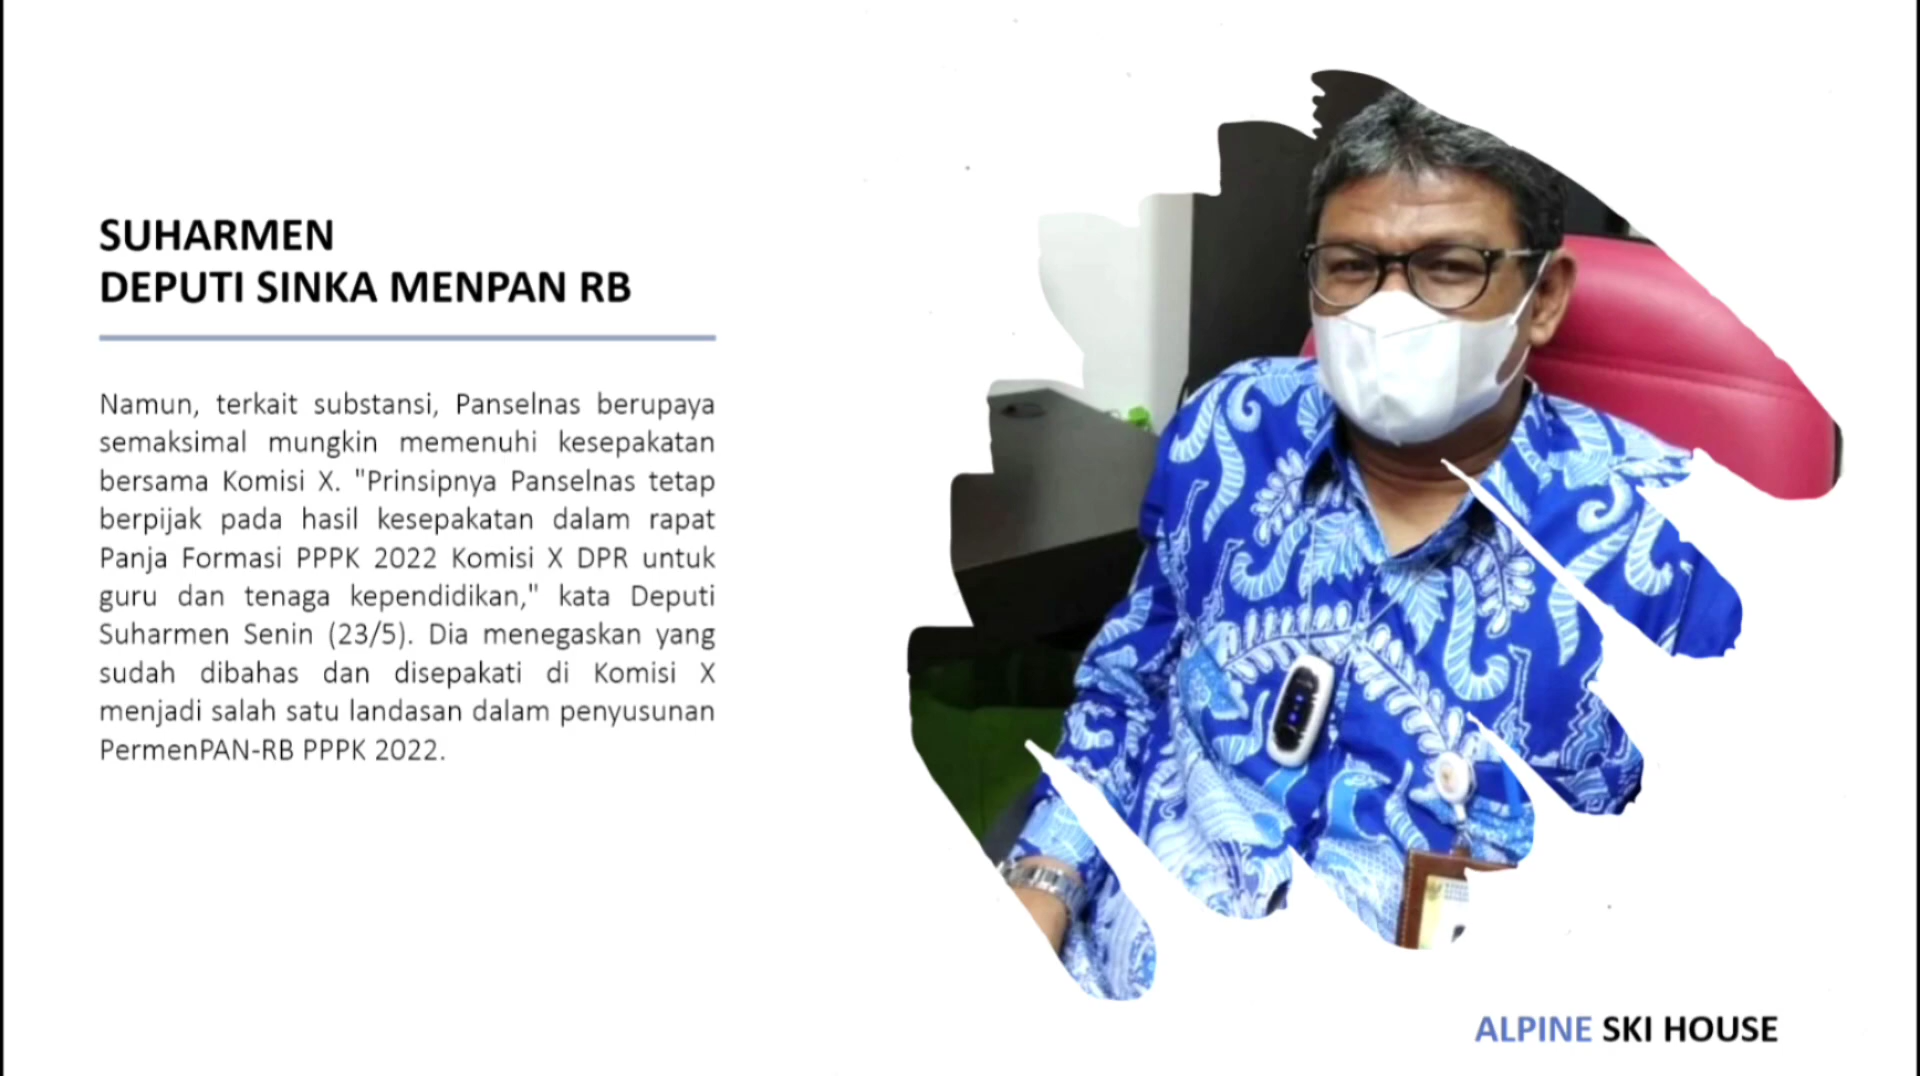 SUHARMEN
DEPUTI SINKA MENPAN RB
Namun, terkait substansi, Panselnas berupaya
semaksimal mungkin memenuhi kesepakatan
bersama Komisi X. "Prinsipnya Panselnas tetap
berpijak pada hasil kesepakatan dalam rapat
Panja Formasi PPPK 2022 Komisi X DPR untuk
guru dan tenaga kependidikan," kata Deputi
Suharmen Senin (23/5). Dia menegaskan yang
sudah dibahas dan disepakati di Komisi X
menjadi salah satu landasan dalam penyusunan
PermenPAN-RB PPPK 2022.
ALPINE SKI HOUSE